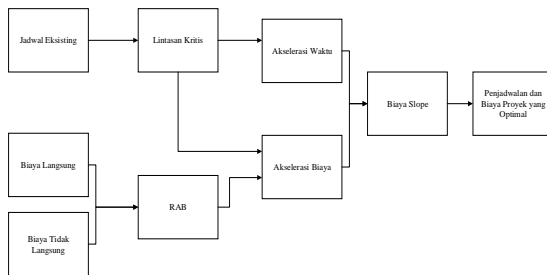 Jadwal Eksisting
Lintasan Kritis
Akselerasi Waktu
Biaya Slope
Penjadwalan dan
Biaya Proyek yang
Optimal
Biaya Langsung
Akselerasi Biaya
RAB
Biaya Tidak
Langsung